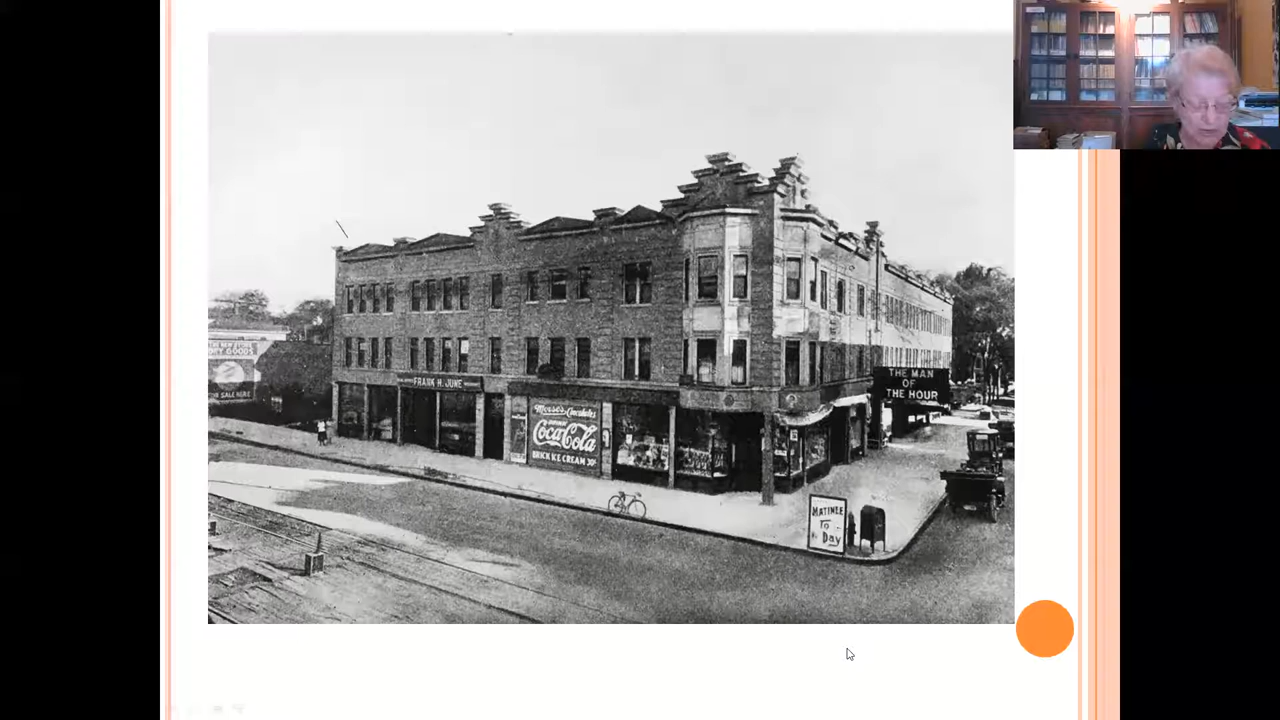 DRY GOODS
FOR SALE HERE
FRANK H. JUNE
Morse's Chocolates
Coca-Cola
BRICK ICE CREAM
THE MAN
OF
THE HOUR
MATINEE
To
Day